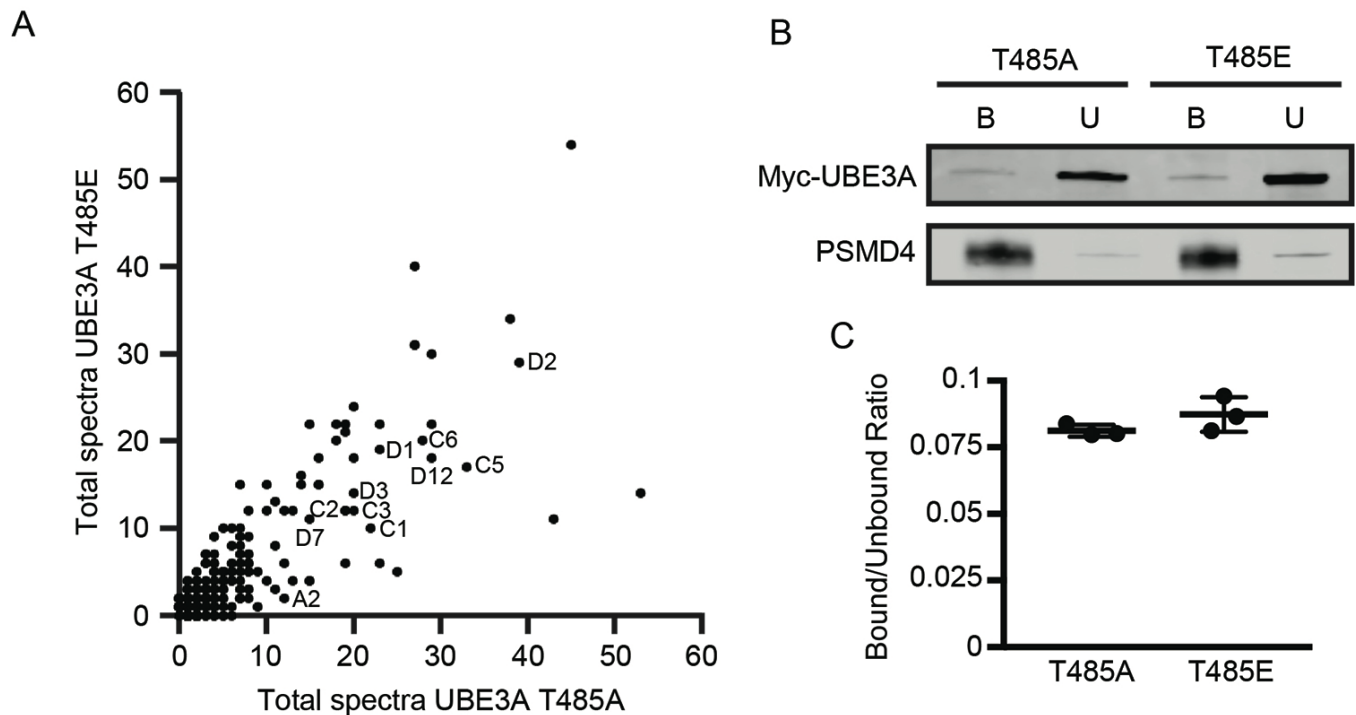 A
60
50
40
30
20
10
0
0 10 20 30 40 50 60
Total spectra UBE3A T485E
Total spectra UBE3A T485A
D2
C6
D1
D12
C5
D3
C2
C3
C1
D7
A2
B
T485A T485E
B U B U
Myc-UBE3A
PSMD4
C
0.1
0.075
0.05
0.025
0
Bound/Unbound Ratio
T485A T485E